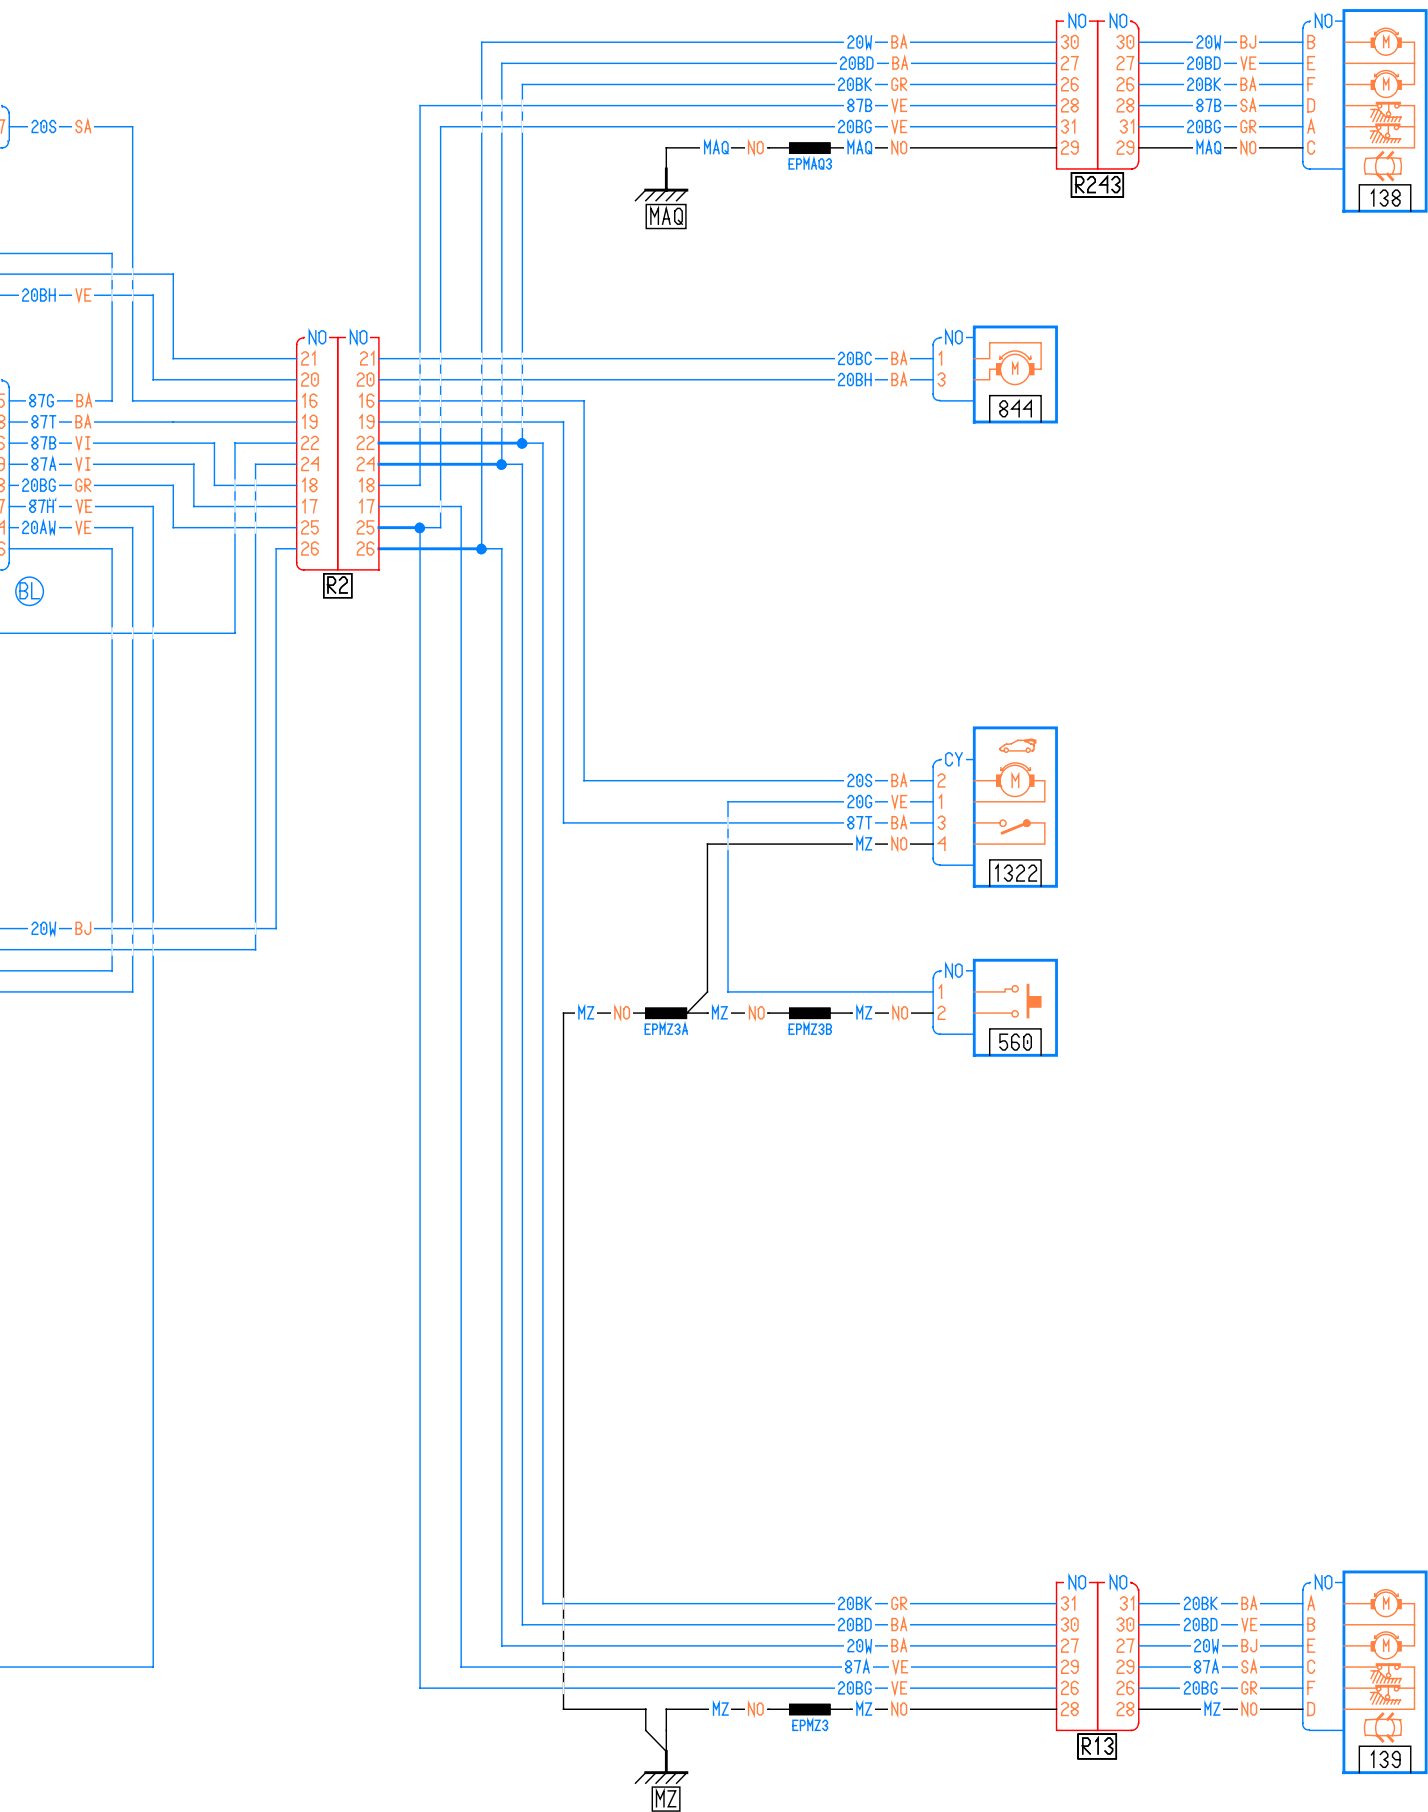 NO NO NO
20W BA 30 30 20W BJ B M
20BD BA 27 27 20BD VE E
20BK GR 26 26 20BK BA F M
87B VE 28 28 87B SA D
7 20S SA 20BG VE 31 31 20BG GR A
MAQ NO MAQ NO 29 29 MAQ NO C
EPMAQ3
R243 138
MAQ
20BH VE
NO NO NO
21 21 20BC BA 1
20 20 20BH BA 3 M
87G BA 16 16
844
87T BA 19 19
87B VI 22 22
87A VI 24 24
20BG GR 18 18
87H VE 17 17
20AW VE 25 25
26 26
R2
BL
CY
20S BA 2 M
20G VE 1
87T BA 3
MZ NO 4
1322
20W BJ
NO
1
MZ NO MZ NO MZ NO 2
EPMZ3A EPMZ3B
560
NO NO NO
20BK GR 31 31 20BK BA A M
20BD BA 30 30 20BD VE B
20W BA 27 27 20W BJ E M
87A VE 29 29 87A SA C
20BG VE 26 26 20BG GR F
MZ NO MZ NO 28 28 MZ NO D
EPMZ3
R13 139
MZ